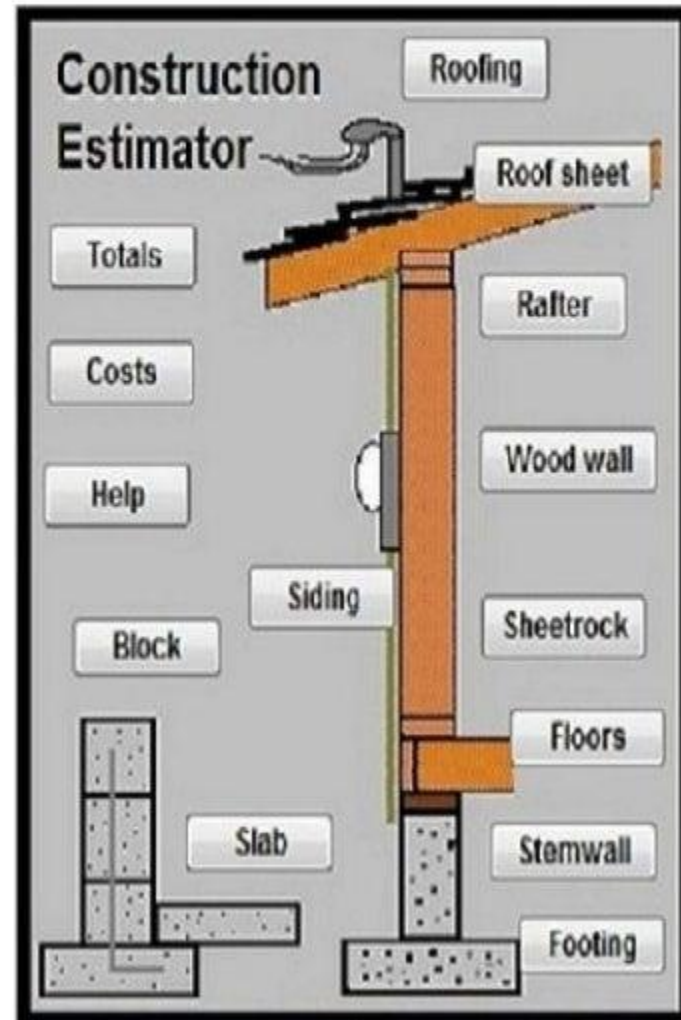 Construction
Estimator
Roofing
Roof sheet
Totals
Rafter
Costs
Wood wall
Help
Siding
Sheetrock
Block
Floors
Slab
Stemwall
Footing